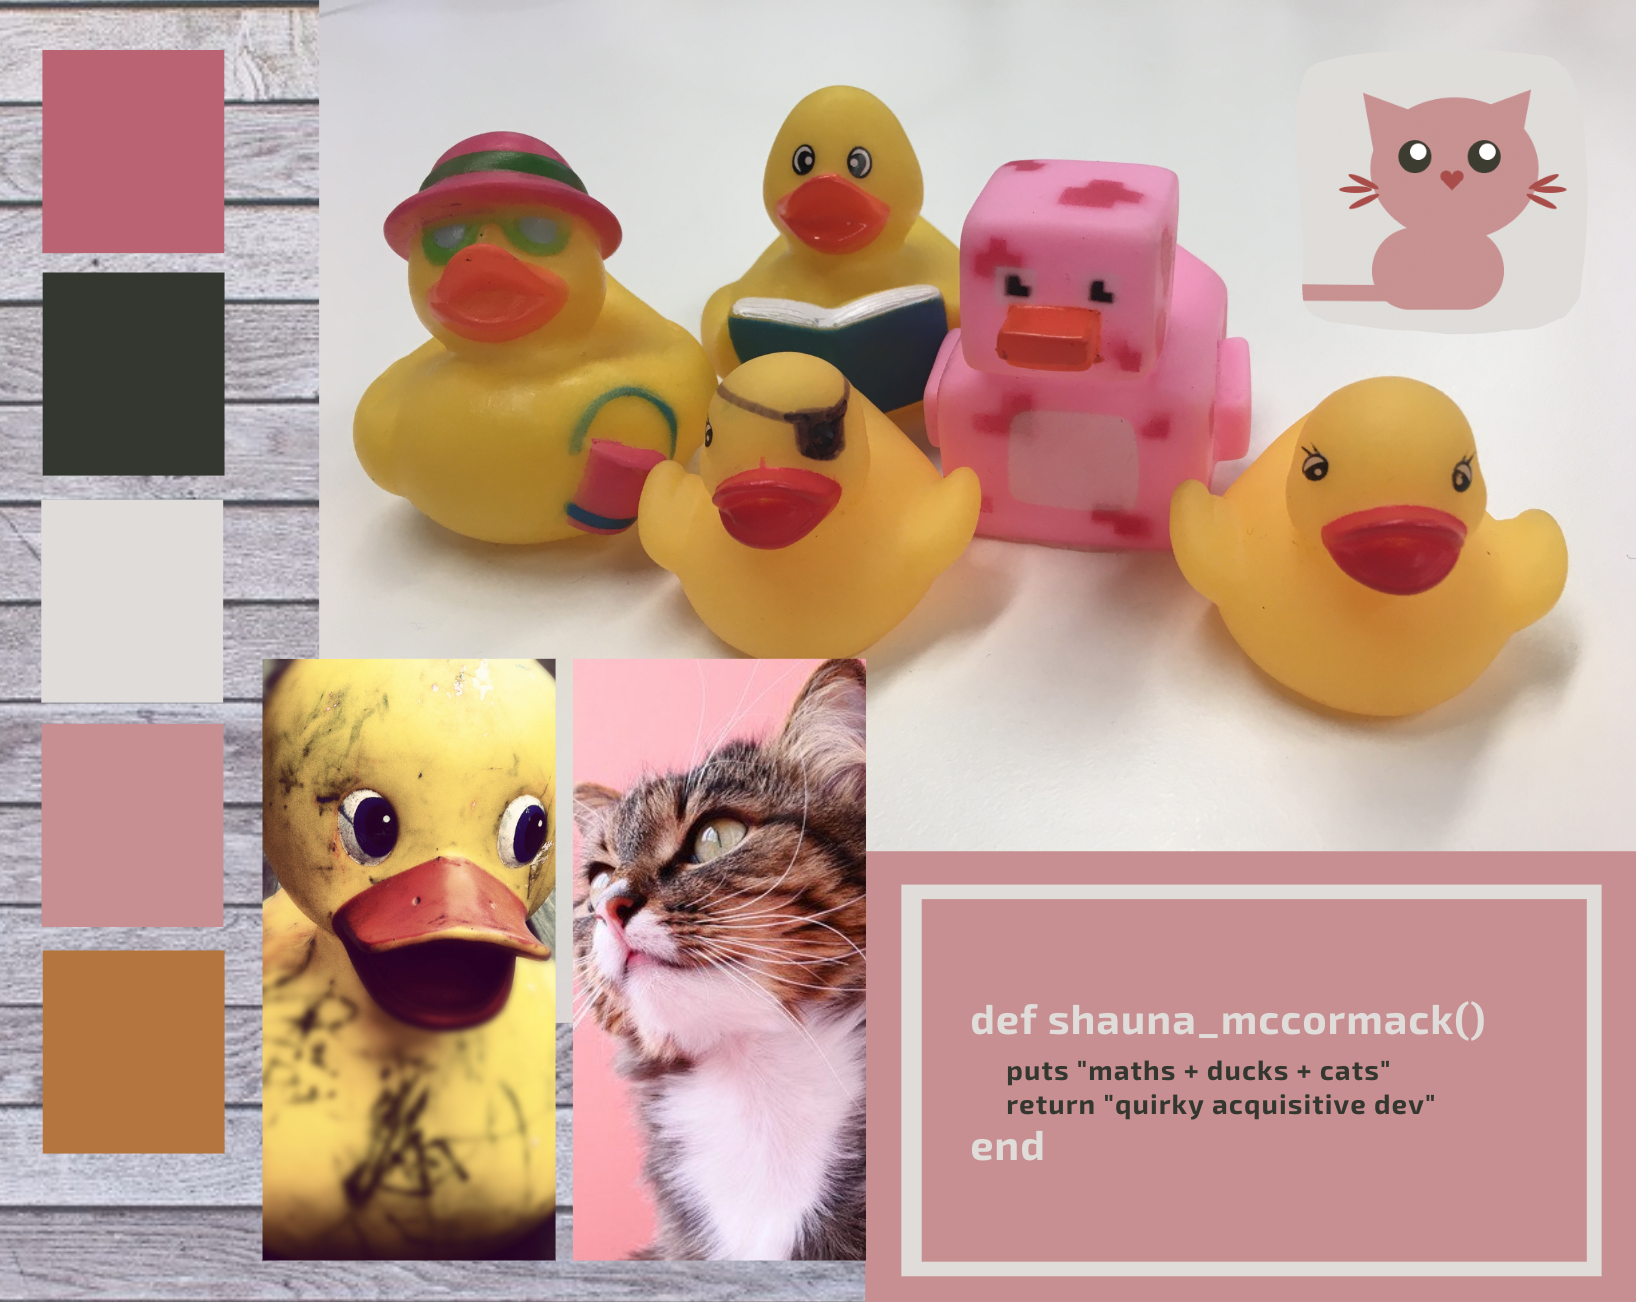 def shauna_mccormack()
puts "maths + ducks + cats"
return "quirky acquisitive dev"
end